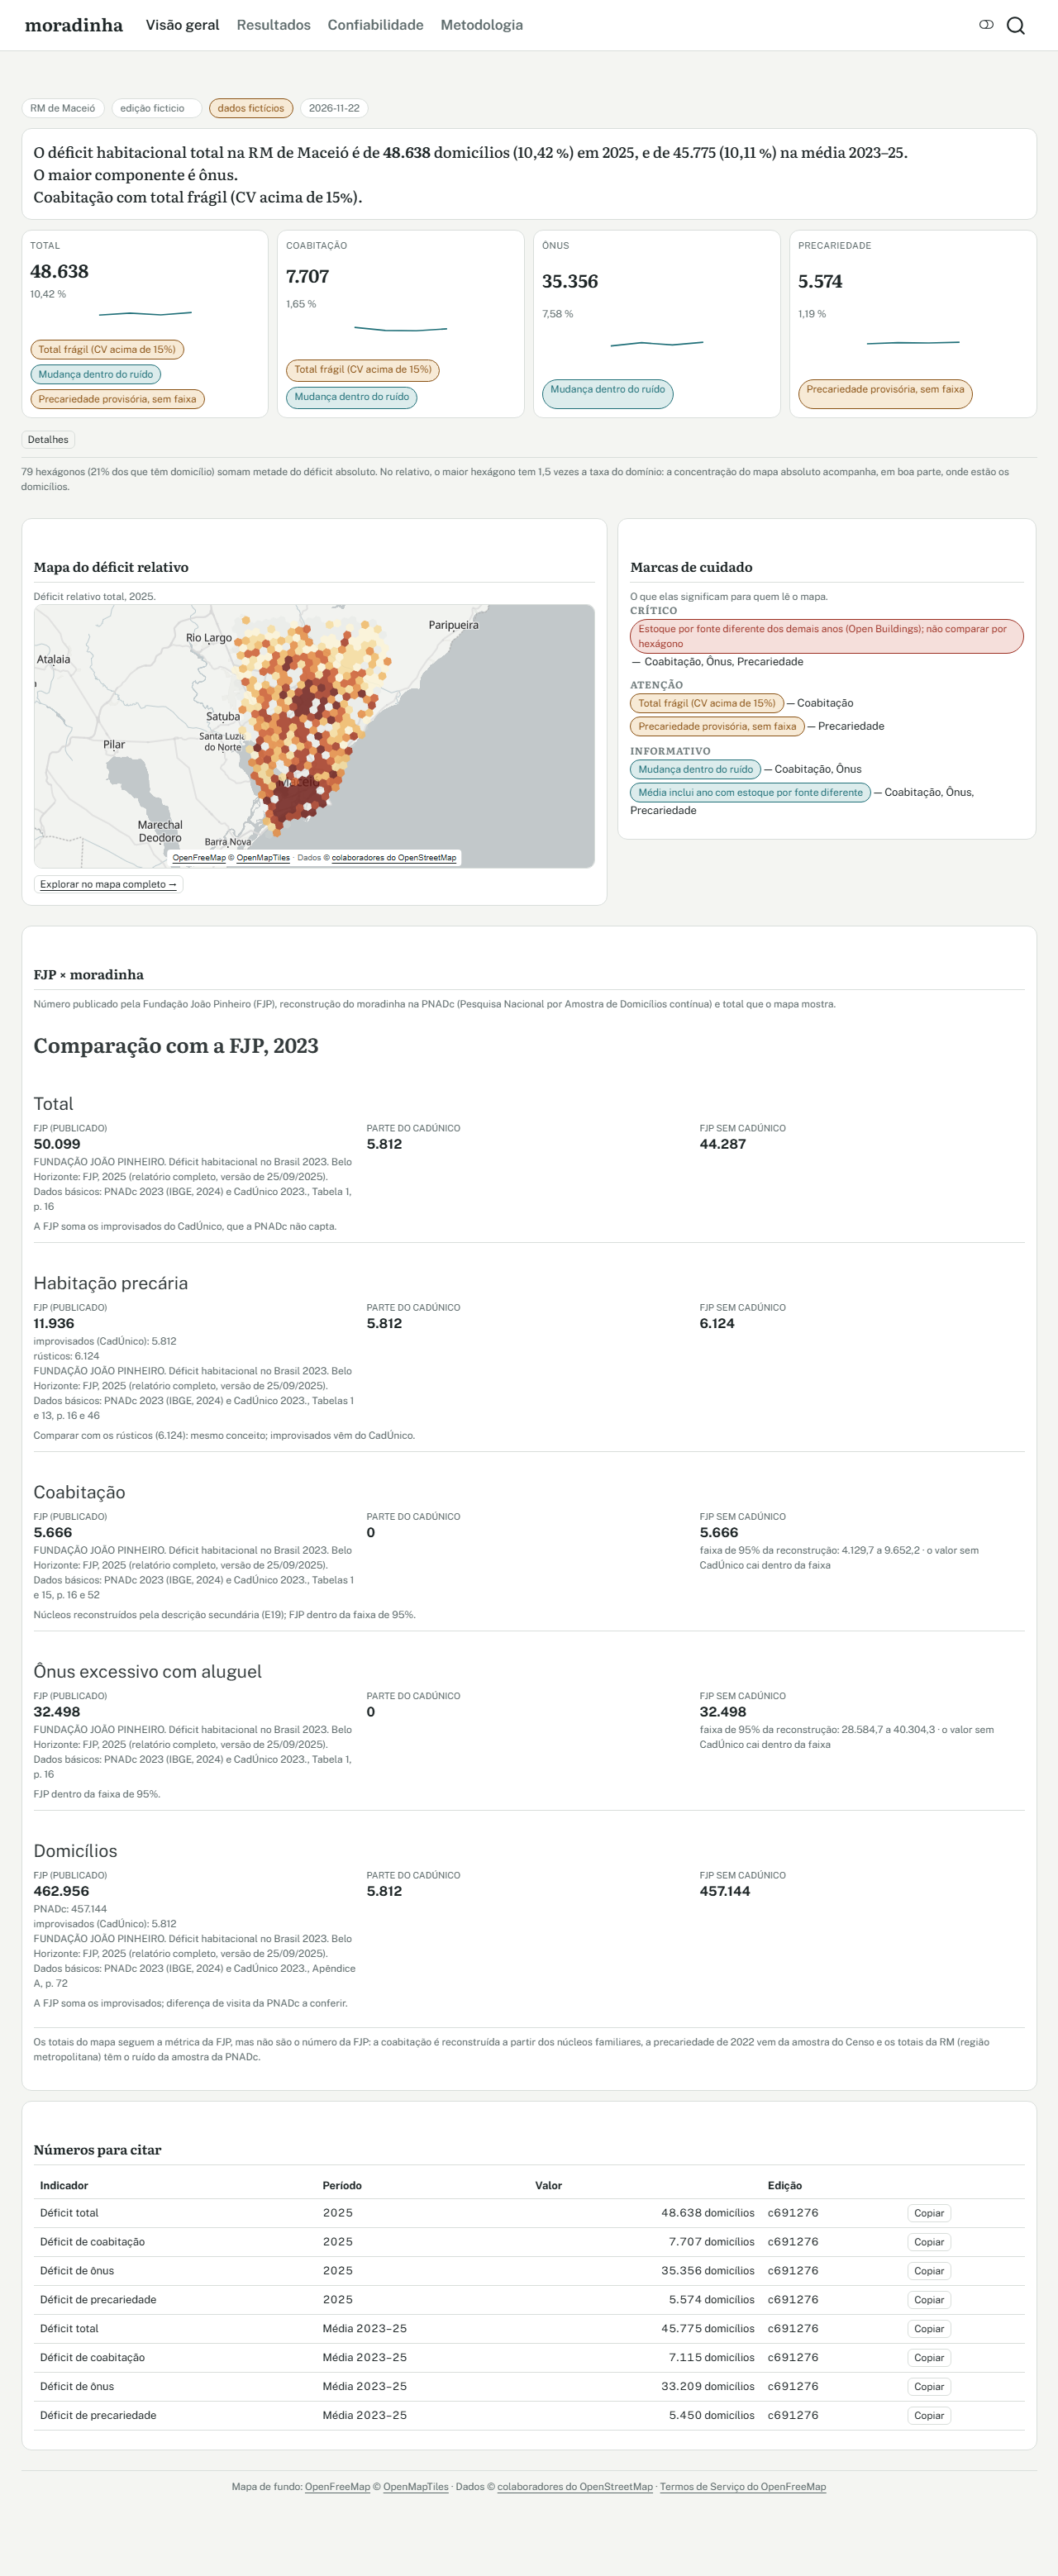 moradinha Visão geral Resultados Confiabilidade Metodologia
RM de Maceió edição ficticio dados fictícios 2026-11-22
O déficit habitacional total na RM de Maceió é de 48.638 domicílios (10,42 %) em 2025, e de 45.775 (10,11 %) na média 2023–25.
O maior componente é ônus.
Coabitação com total frágil (CV acima de 15%).
TOTAL
48.638
10,42 %
Total frágil (CV acima de 15%)
Mudança dentro do ruído
Precariedade provisória, sem faixa
COABITAÇÃO
7.707
1,65 %
Total frágil (CV acima de 15%)
Mudança dentro do ruído
ÔNUS
35.356
7,58 %
Mudança dentro do ruído
PRECARIEDADE
5.574
1,19 %
Precariedade provisória, sem faixa
Detalhes
79 hexágonos (21% dos que têm domicílio) somam metade do déficit absoluto. No relativo, o maior hexágono tem 1,5 vezes a taxa do domínio: a concentração do mapa absoluto acompanha, em boa parte, onde estão os
domicílios.
Mapa do déficit relativo
Déficit relativo total, 2025.
Paripueira
Rio Largo
Atalaia
Satuba
Santa Luzia
do Norte
Pilar
Maceió
Marechal
Deodoro
Barra Nova
OpenFreeMap © OpenMapTiles · Dados © colaboradores do OpenStreetMap
Explorar no mapa completo →
Marcas de cuidado
O que elas significam para quem lê o mapa.
CRÍTICO
Estoque por fonte diferente dos demais anos (Open Buildings); não comparar por
hexágono
— Coabitação, Ônus, Precariedade
ATENÇÃO
Total frágil (CV acima de 15%) — Coabitação
Precariedade provisória, sem faixa — Precariedade
INFORMATIVO
Mudança dentro do ruído — Coabitação, Ônus
Média inclui ano com estoque por fonte diferente — Coabitação, Ônus,
Precariedade
FJP × moradinha
Número publicado pela Fundação João Pinheiro (FJP), reconstrução do moradinha na PNADc (Pesquisa Nacional por Amostra de Domicílios contínua) e total que o mapa mostra.
Comparação com a FJP, 2023
Total
FJP (PUBLICADO) PARTE DO CADÚNICO FJP SEM CADÚNICO
50.099 5.812 44.287
FUNDAÇÃO JOÃO PINHEIRO. Déficit habitacional no Brasil 2023. Belo
Horizonte: FJP, 2025 (relatório completo, versão de 25/09/2025).
Dados básicos: PNADc 2023 (IBGE, 2024) e CadÚnico 2023., Tabela 1,
p. 16
A FJP soma os improvisados do CadÚnico, que a PNADc não capta.
Habitação precária
FJP (PUBLICADO) PARTE DO CADÚNICO FJP SEM CADÚNICO
11.936 5.812 6.124
improvisados (CadÚnico): 5.812
rústicos: 6.124
FUNDAÇÃO JOÃO PINHEIRO. Déficit habitacional no Brasil 2023. Belo
Horizonte: FJP, 2025 (relatório completo, versão de 25/09/2025).
Dados básicos: PNADc 2023 (IBGE, 2024) e CadÚnico 2023., Tabelas 1
e 13, p. 16 e 46
Comparar com os rústicos (6.124): mesmo conceito; improvisados vêm do CadÚnico.
Coabitação
FJP (PUBLICADO) PARTE DO CADÚNICO FJP SEM CADÚNICO
5.666 0 5.666
FUNDAÇÃO JOÃO PINHEIRO. Déficit habitacional no Brasil 2023. Belo
Horizonte: FJP, 2025 (relatório completo, versão de 25/09/2025).
Dados básicos: PNADc 2023 (IBGE, 2024) e CadÚnico 2023., Tabelas 1
e 15, p. 16 e 52
faixa de 95% da reconstrução: 4.129,7 a 9.652,2 · o valor sem
CadÚnico cai dentro da faixa
Núcleos reconstruídos pela descrição secundária (E19); FJP dentro da faixa de 95%.
Ônus excessivo com aluguel
FJP (PUBLICADO) PARTE DO CADÚNICO FJP SEM CADÚNICO
32.498 0 32.498
FUNDAÇÃO JOÃO PINHEIRO. Déficit habitacional no Brasil 2023. Belo
Horizonte: FJP, 2025 (relatório completo, versão de 25/09/2025).
Dados básicos: PNADc 2023 (IBGE, 2024) e CadÚnico 2023., Tabela 1,
p. 16
faixa de 95% da reconstrução: 28.584,7 a 40.304,3 · o valor sem
CadÚnico cai dentro da faixa
FJP dentro da faixa de 95%.
Domicílios
FJP (PUBLICADO) PARTE DO CADÚNICO FJP SEM CADÚNICO
462.956 5.812 457.144
PNADc: 457.144
improvisados (CadÚnico): 5.812
FUNDAÇÃO JOÃO PINHEIRO. Déficit habitacional no Brasil 2023. Belo
Horizonte: FJP, 2025 (relatório completo, versão de 25/09/2025).
Dados básicos: PNADc 2023 (IBGE, 2024) e CadÚnico 2023., Apêndice
A, p. 72
A FJP soma os improvisados; diferença de visita da PNADc a conferir.
Os totais do mapa seguem a métrica da FJP, mas não são o número da FJP: a coabitação é reconstruída a partir dos núcleos familiares, a precariedade de 2022 vem da amostra do Censo e os totais da RM (região
metropolitana) têm o ruído da amostra da PNADc.
Números para citar
Indicador Período Valor Edição
Déficit total 2025 48.638 domicílios c691276 Copiar
Déficit de coabitação 2025 7.707 domicílios c691276 Copiar
Déficit de ônus 2025 35.356 domicílios c691276 Copiar
Déficit de precariedade 2025 5.574 domicílios c691276 Copiar
Déficit total Média 2023–25 45.775 domicílios c691276 Copiar
Déficit de coabitação Média 2023–25 7.115 domicílios c691276 Copiar
Déficit de ônus Média 2023–25 33.209 domicílios c691276 Copiar
Déficit de precariedade Média 2023–25 5.450 domicílios c691276 Copiar
Mapa de fundo: OpenFreeMap © OpenMapTiles · Dados © colaboradores do OpenStreetMap · Termos de Serviço do OpenFreeMap